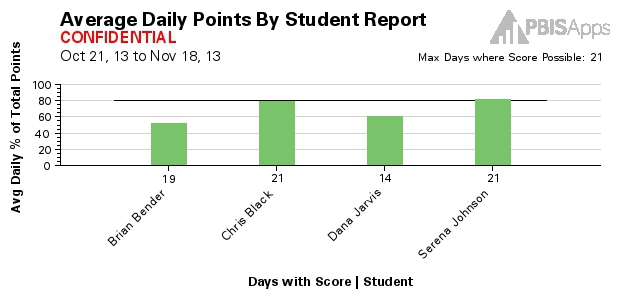 Average Daily Points By Student Report
CONFIDENTIAL
Oct 21, 13 to Nov 18, 13
PBISApps
Max Days where Score Possible: 21
Avg Daily % of Total Points
100
80
60
40
20
0
19 21 14 21
Brian Bender
Chris Black
Dana Jarvis
Serena Johnson
Days with Score | Student